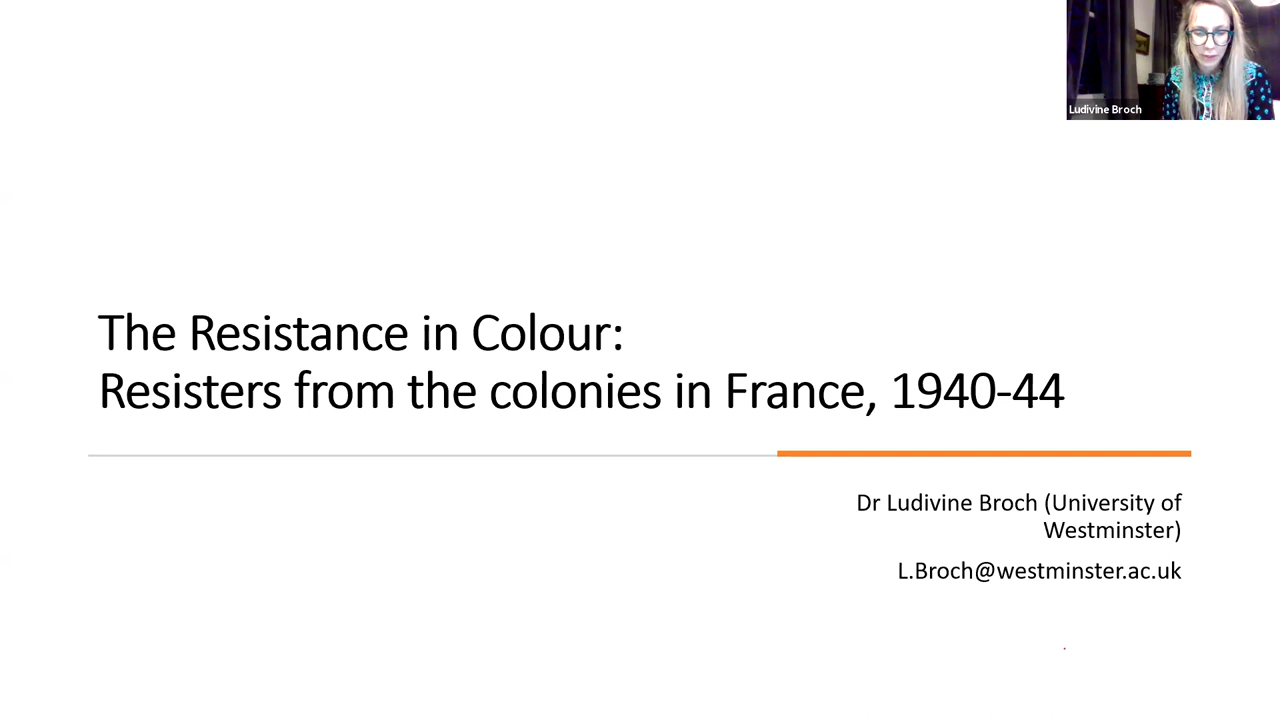 Ludivine Broch
The Resistance in Colour:
Resisters from the colonies in France, 1940-44
Dr Ludivine Broch (University of
Westminster)
L.Broch@westminster.ac.uk